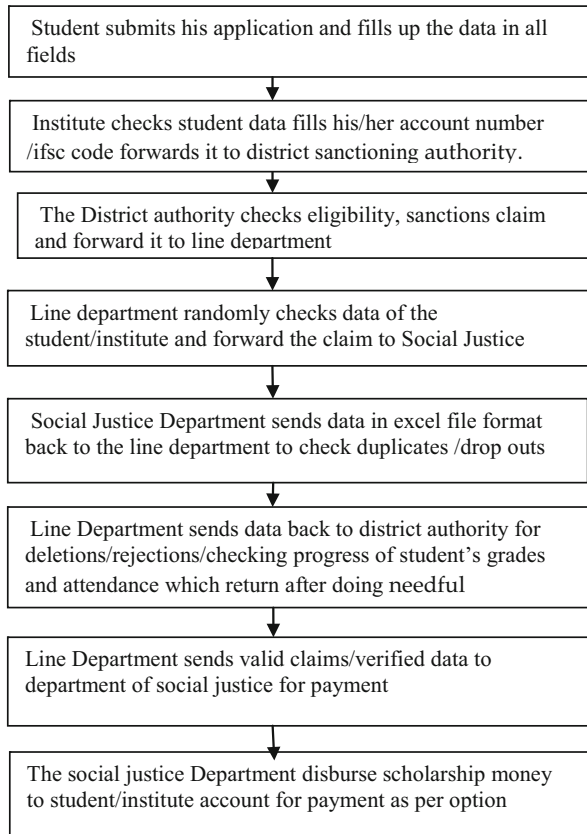 Student submits his application and fills up the data in all
fields
Institute checks student data fills his/her account number
/ifsc code forwards it to district sanctioning authority.
The District authority checks eligibility, sanctions claim
and forward it to line department
Line department randomly checks data of the
student/institute and forward the claim to Social Justice
Social Justice Department sends data in excel file format
back to the line department to check duplicates /drop outs
Line Department sends data back to district authority for
deletions/rejections/checking progress of student's grades
and attendance which return after doing needful
Line Department sends valid claims/verified data to
department of social justice for payment
The social justice Department disburse scholarship money
to student/institute account for payment as per option